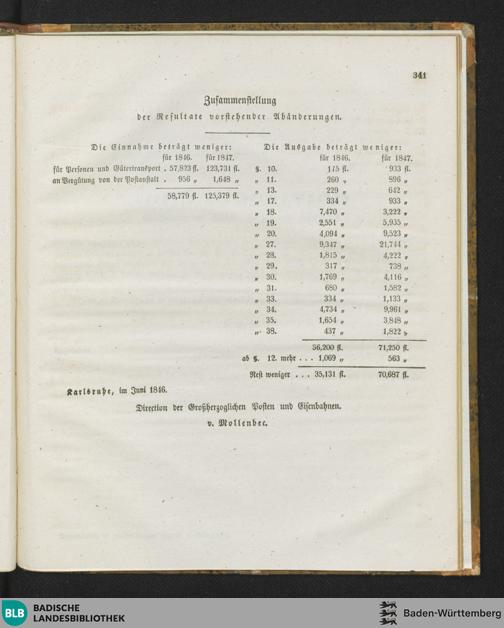 341
Zusammenstellung
der Resultate vorstehender Abänderungen.
Die Einnahme beträgt weniger:
für 1846. für 1847.
für Personen und Gütertransport . 57,823 fl. 123,731 fl.
an Vergütung von der Postanstalt . 956 „ 1,648 „
58,779 fl. 125,379 fl.
Die Ausgabe beträgt weniger:
für 1846. für 1847.
§. 10. 175 fl. 933 fl.
„ 11. 260 „ 896 „
„ 13. 229 „ 642 „
„ 17. 334 „ 933 „
„ 18. 7,470 „ 3,222 „
„ 19. 2,551 „ 5,935 „
„ 20. 4,094 „ 9,523 „
„ 27. 9,347 „ 21,744 „
„ 28. 1,815 „ 4,222 „
„ 29. 317 „ 738 „
„ 30. 1,769 „ 4,116 „
„ 31. 680 „ 1,582 „
„ 33. 334 „ 1,133 „
„ 34. 4,734 „ 9,961 „
„ 35. 1,654 „ 3,848 „
„ 38. 437 „ 1,822 „
36,200 fl. 71,250 fl.
ab §. 12. mehr . . . 1,069 „ 563 „
Rest weniger . . . 35,131 fl. 70,687 fl.
Karlsruhe, im Juni 1846.
Direction der Großherzoglichen Posten und Eisenbahnen.
v. Mollenbec.
BLB BADISCHE
LANDESBIBLIOTHEK
Baden-Württemberg